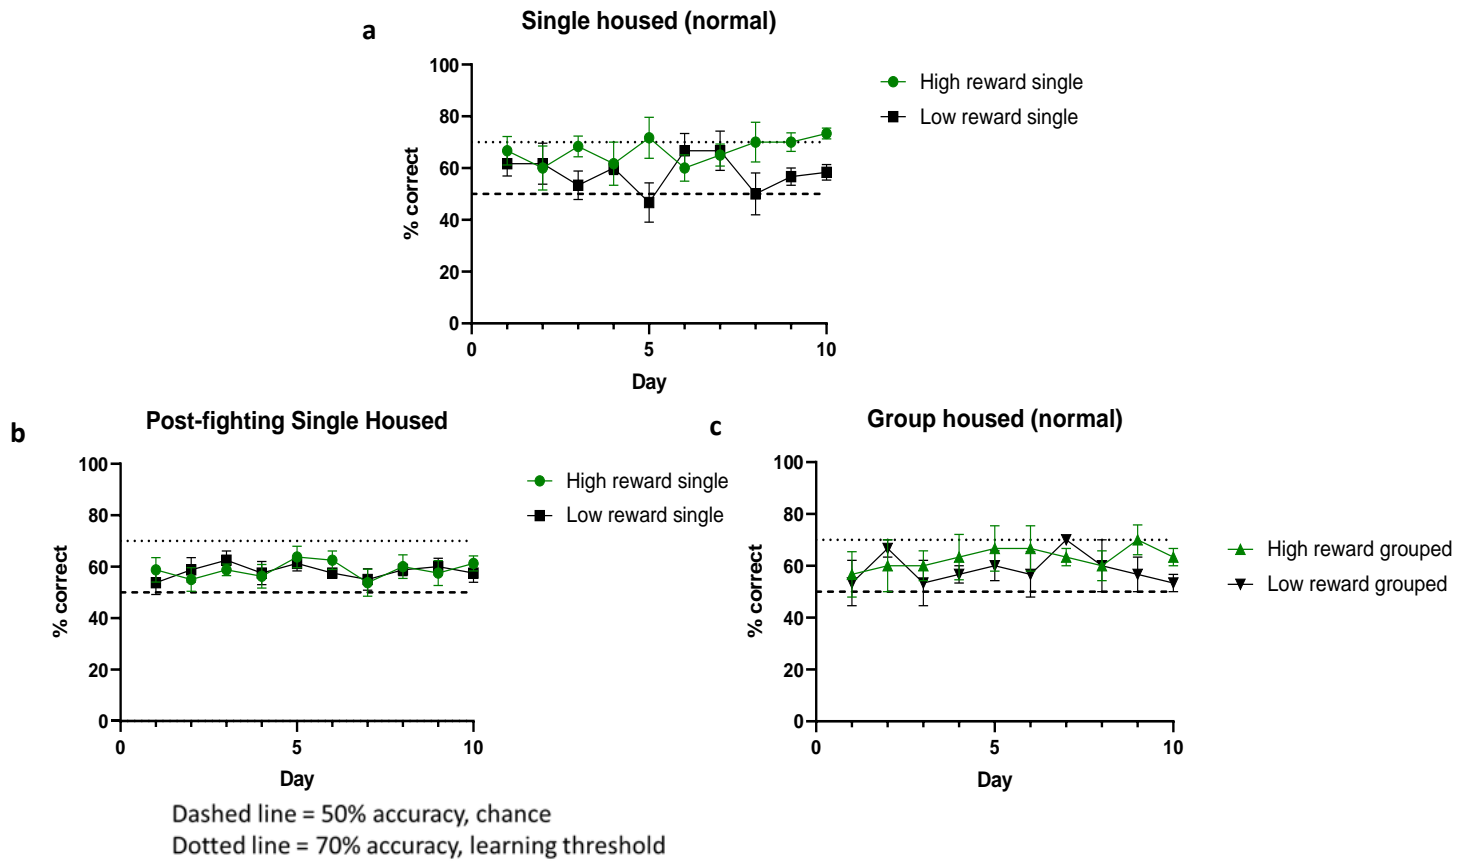 a
Single housed (normal)
100
80
60
40
20
0
% correct
0
5
10
Day
High reward single
Low reward single
b
Post-fighting Single Housed
100
80
60
40
20
0
% correct
0
5
10
Day
High reward single
Low reward single
c
Group housed (normal)
100
80
60
40
20
0
% correct
0
5
10
Day
High reward grouped
Low reward grouped
Dashed line = 50% accuracy, chance
Dotted line = 70% accuracy, learning threshold